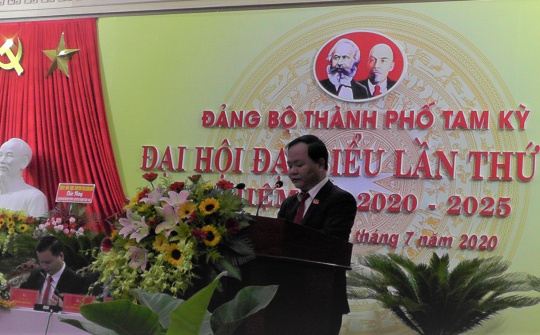 ĐẢNG BỘ THÀNH PHỐ TAM KỲ
ĐẠI HỘI ĐẠI BIỂU LẦN THỨ
2020 - 2025
tháng 7 năm 2020